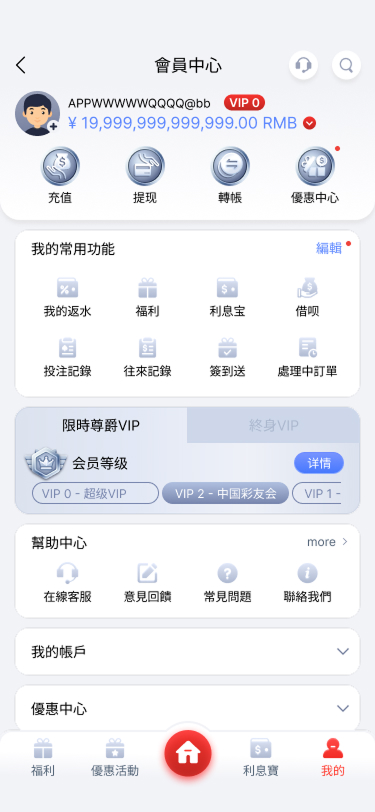 會員中心
APPWWWWWQQQQ@bb VIP 0
¥ 19,999,999,999,999.00 RMB
充值 提现 轉帳 優惠中心
我的常用功能 編輯
我的返水 福利 利息宝 借呗
投注記錄 往來記錄 簽到送 處理中訂單
限時尊爵VIP 終身VIP
会员等级 详情
VIP 0 - 超级VIP VIP 2 - 中国彩友会 VIP 1 -
幫助中心 more
在線客服 意見回饋 常見問題 聯絡我們
我的帳戶
優惠中心
福利 優惠活動 利息寶 我的